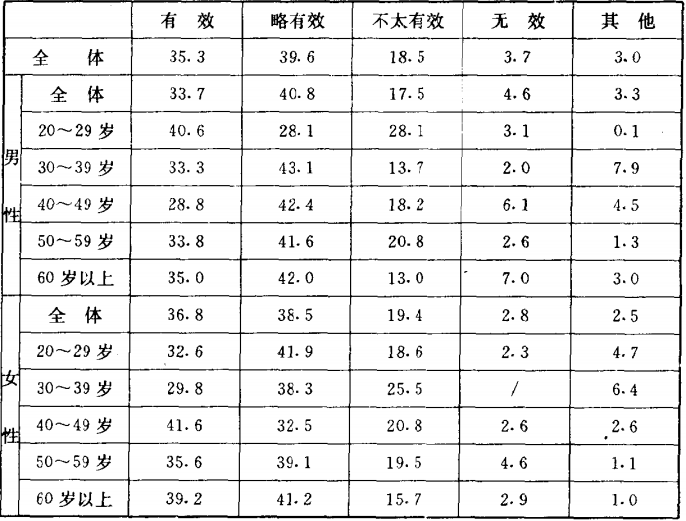 有 效 略有效 不太有效 无 效 其 他
全 体 35.3 39.6 18.5 3.7 3.0
男性
全 体 33.7 40.8 17.5 4.6 3.3
20～29 岁 40.6 28.1 28.1 3.1 0.1
30～39 岁 33.3 43.1 13.7 2.0 7.9
40～49 岁 28.8 42.4 18.2 6.1 4.5
50～59 岁 33.8 41.6 20.8 2.6 1.3
60 岁以上 35.0 42.0 13.0 7.0 3.0
女性
全 体 36.8 38.5 19.4 2.8 2.5
20～29 岁 32.6 41.9 18.6 2.3 4.7
30～39 岁 29.8 38.3 25.5 / 6.4
40～49 岁 41.6 32.5 20.8 2.6 2.6
50～59 岁 35.6 39.1 19.5 4.6 1.1
60 岁以上 39.2 41.2 15.7 2.9 1.0